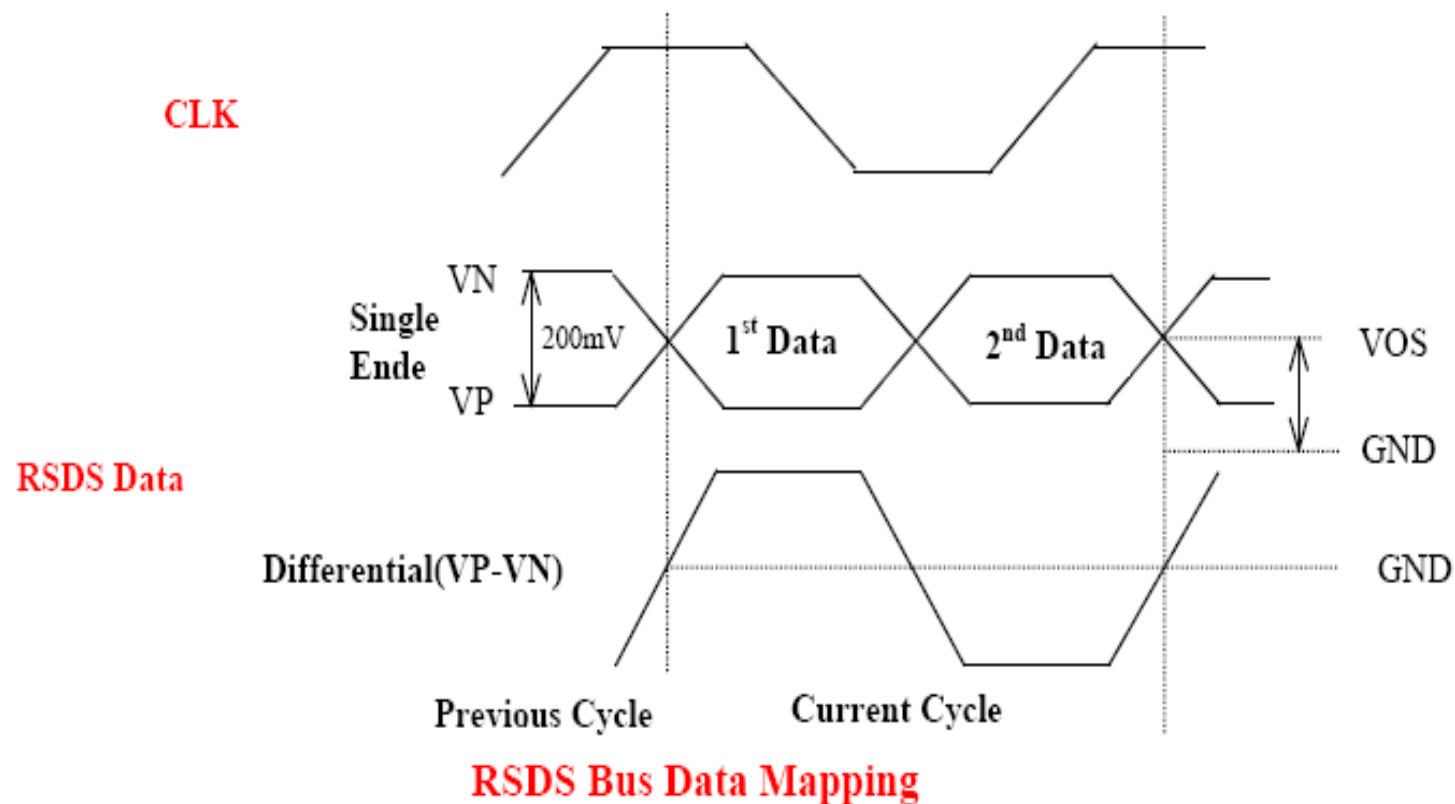 CLK
VN
Single
Ende
200mV
VP
1st Data
2nd Data
VOS
GND
RSDS Data
Differential(VP-VN)
GND
Previous Cycle
Current Cycle
RSDS Bus Data Mapping